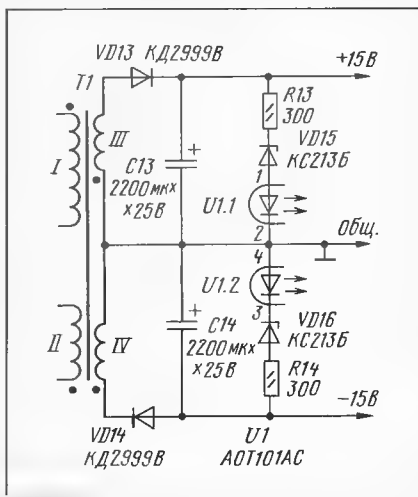 VD13 КД2999В
+15В
T1
R13
300
III
VD15
КС213Б
I
C13
2200мкх
х25В
+
1
U1.1
2
Общ.
4
U1.2
+
3
II
IV
C14
2200мкх
х25В
VD16
КС213Б
R14
300
VD14
КД2999В
-15В
U1
АОТ101АС